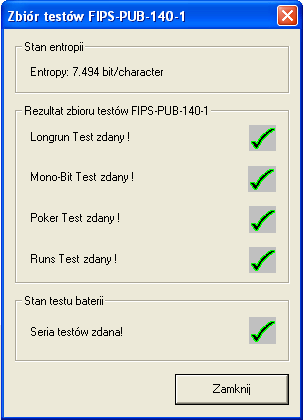 Zbiór testów FIPS-PUB-140-1
Stan entropii
Entropy: 7.494 bit/character
Rezultat zbioru testów FIPS-PUB-140-1
Longrun Test zdany !
Mono-Bit Test zdany !
Poker Test zdany !
Runs Test zdany !
Stan testu baterii
Seria testów zdana!
Zamknij